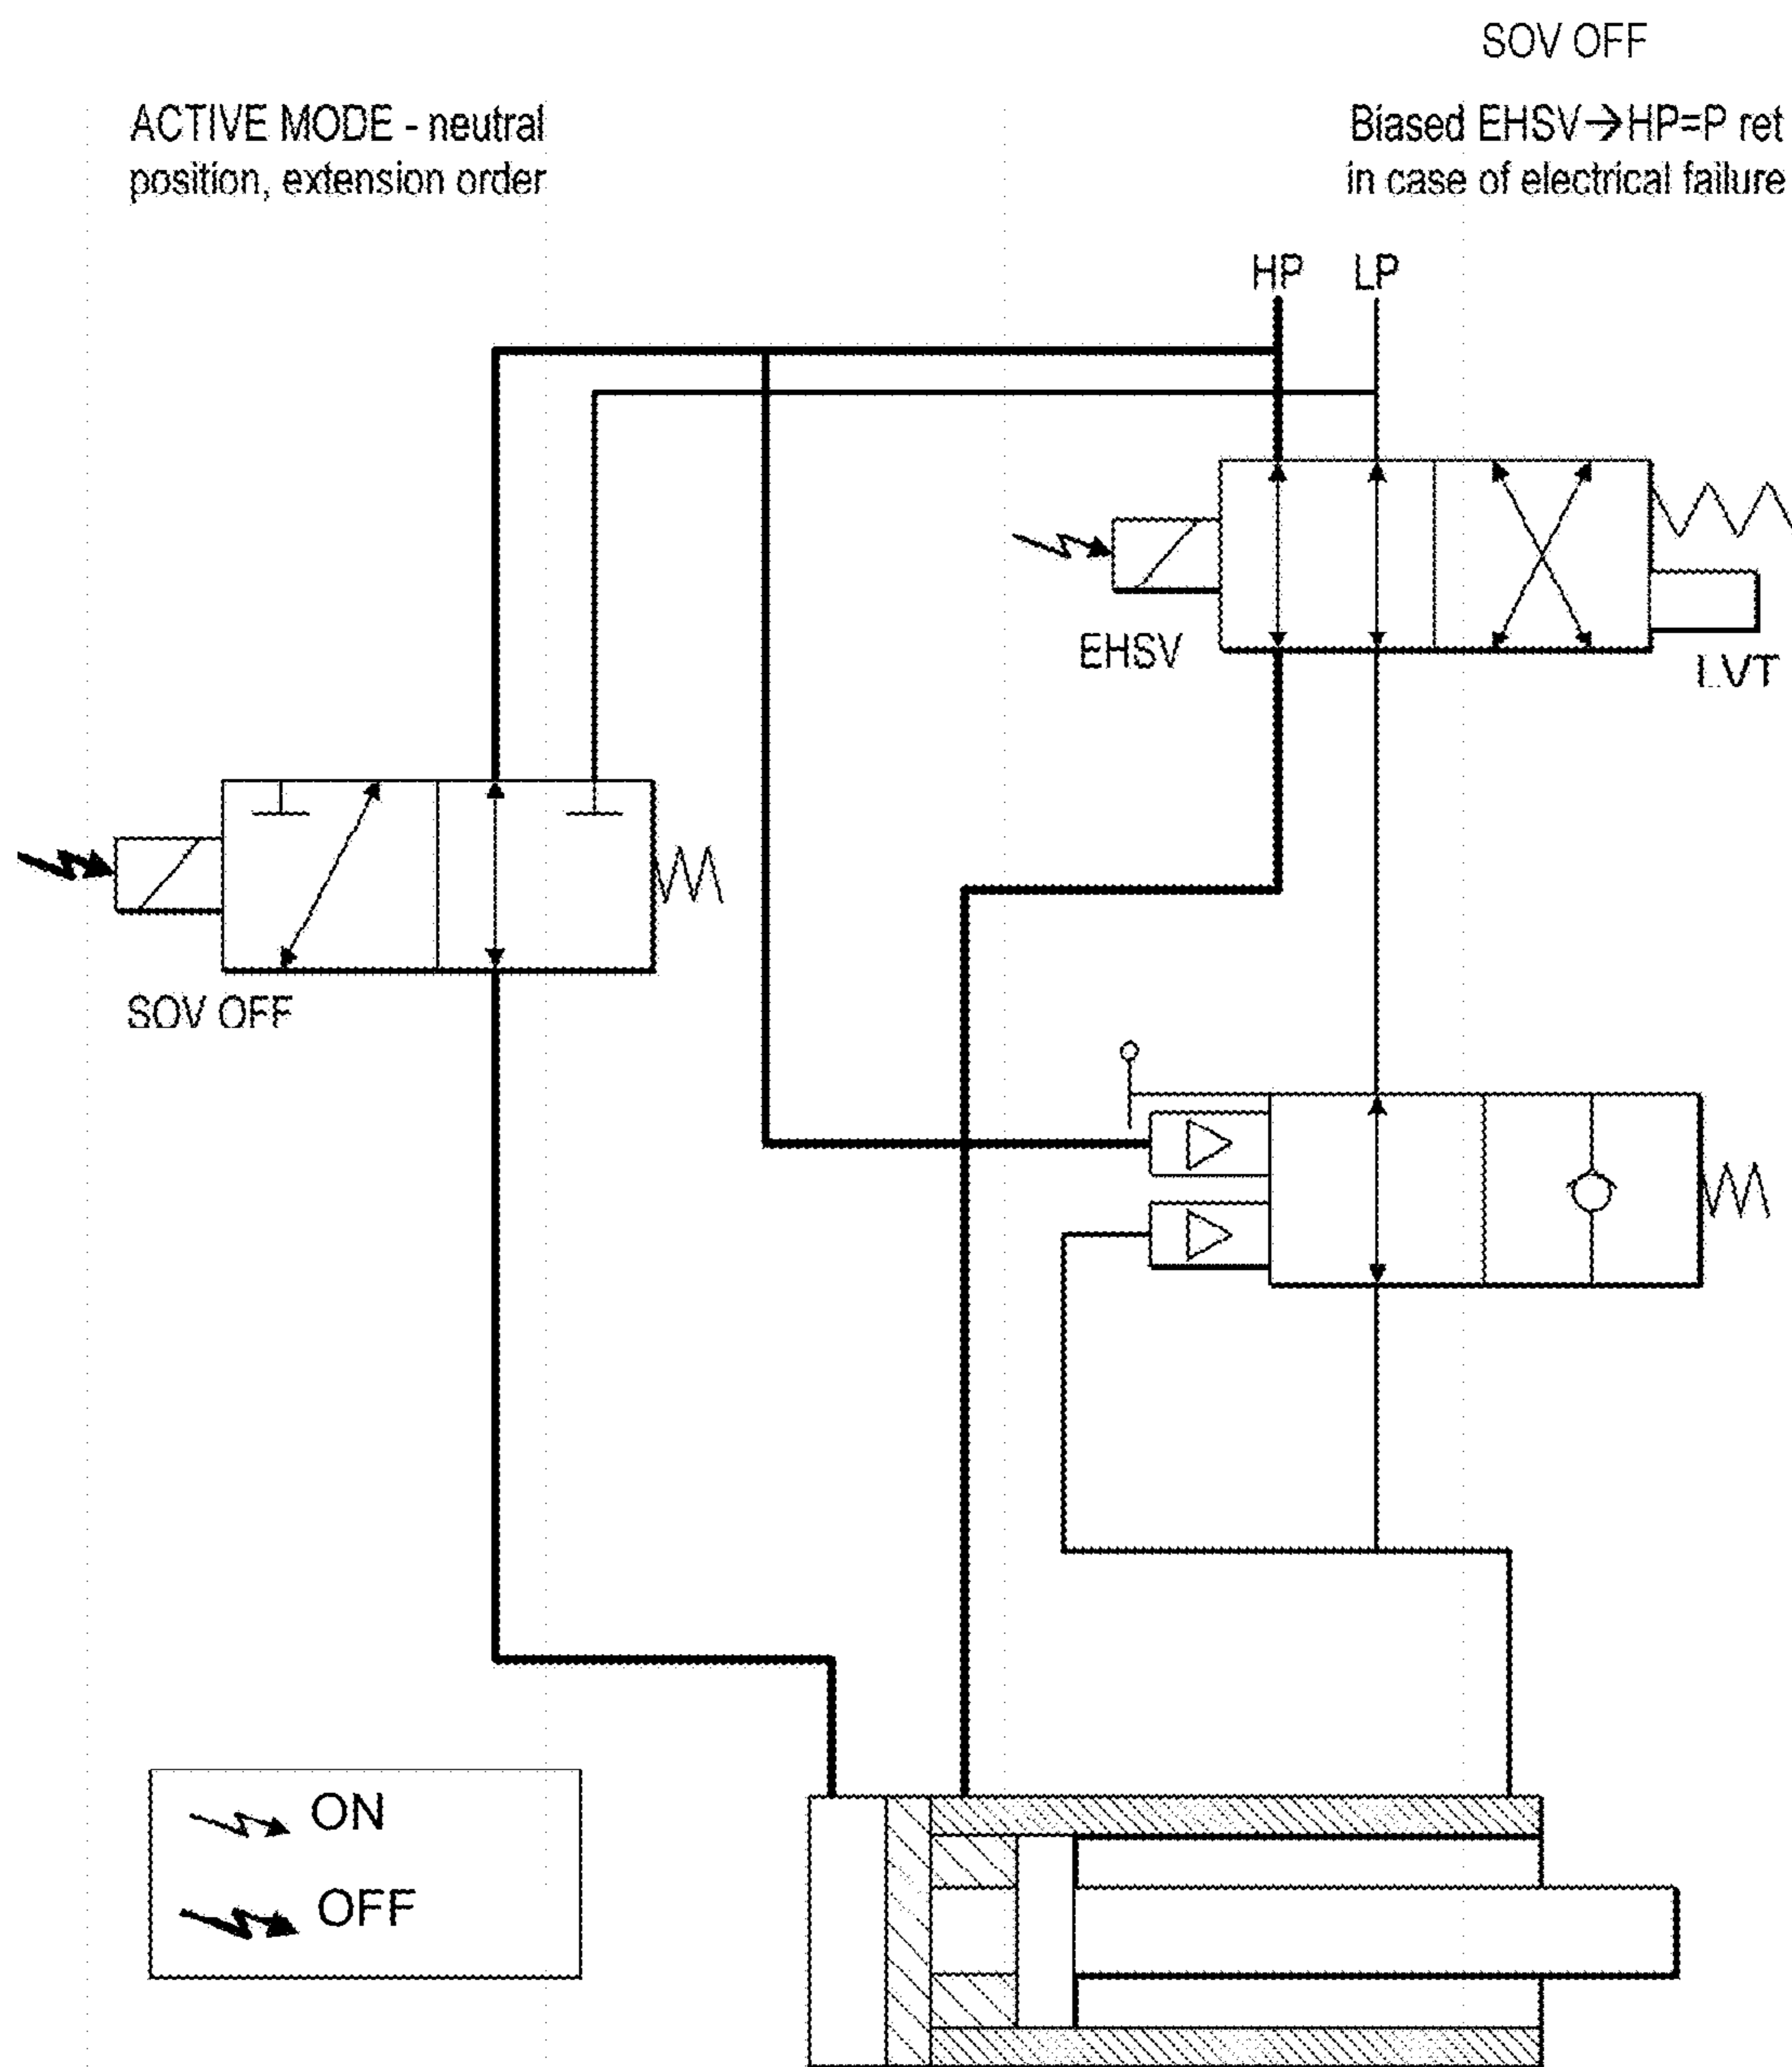 SOV OFF
ACTIVE MODE - neutral
position, extension order
Biased EHSV→HP=P ret
in case of electrical failure
HP LP
EHSV
LVT
SOV OFF
ON
OFF